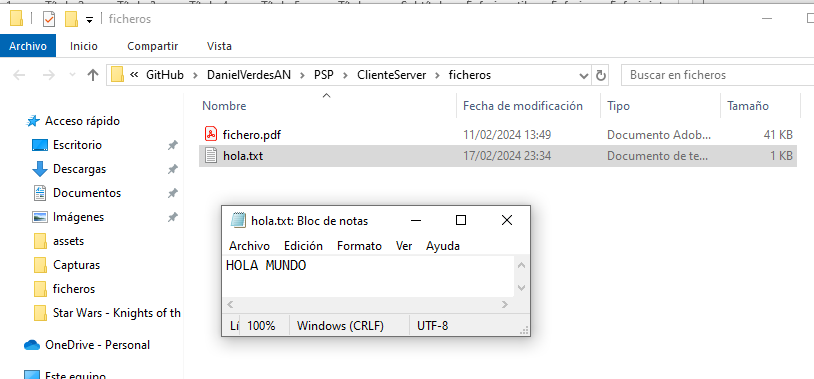 ficheros
Archivo Inicio Compartir Vista
« GitHub DanielVerdesAN PSP ClienteServer ficheros Buscar en ficheros
Nombre Fecha de modificación Tipo Tamaño
Acceso rápido
Escritorio
Descargas
Documentos
Imágenes
assets
Capturas
ficheros
Star Wars - Knights of th
OneDrive - Personal
Este equipo
fichero.pdf 11/02/2024 13:49 Documento Adob... 41 KB
hola.txt 17/02/2024 23:34 Documento de te... 1 KB
hola.txt: Bloc de notas
Archivo Edición Formato Ver Ayuda
HOLA MUNDO
100% Windows (CRLF) UTF-8